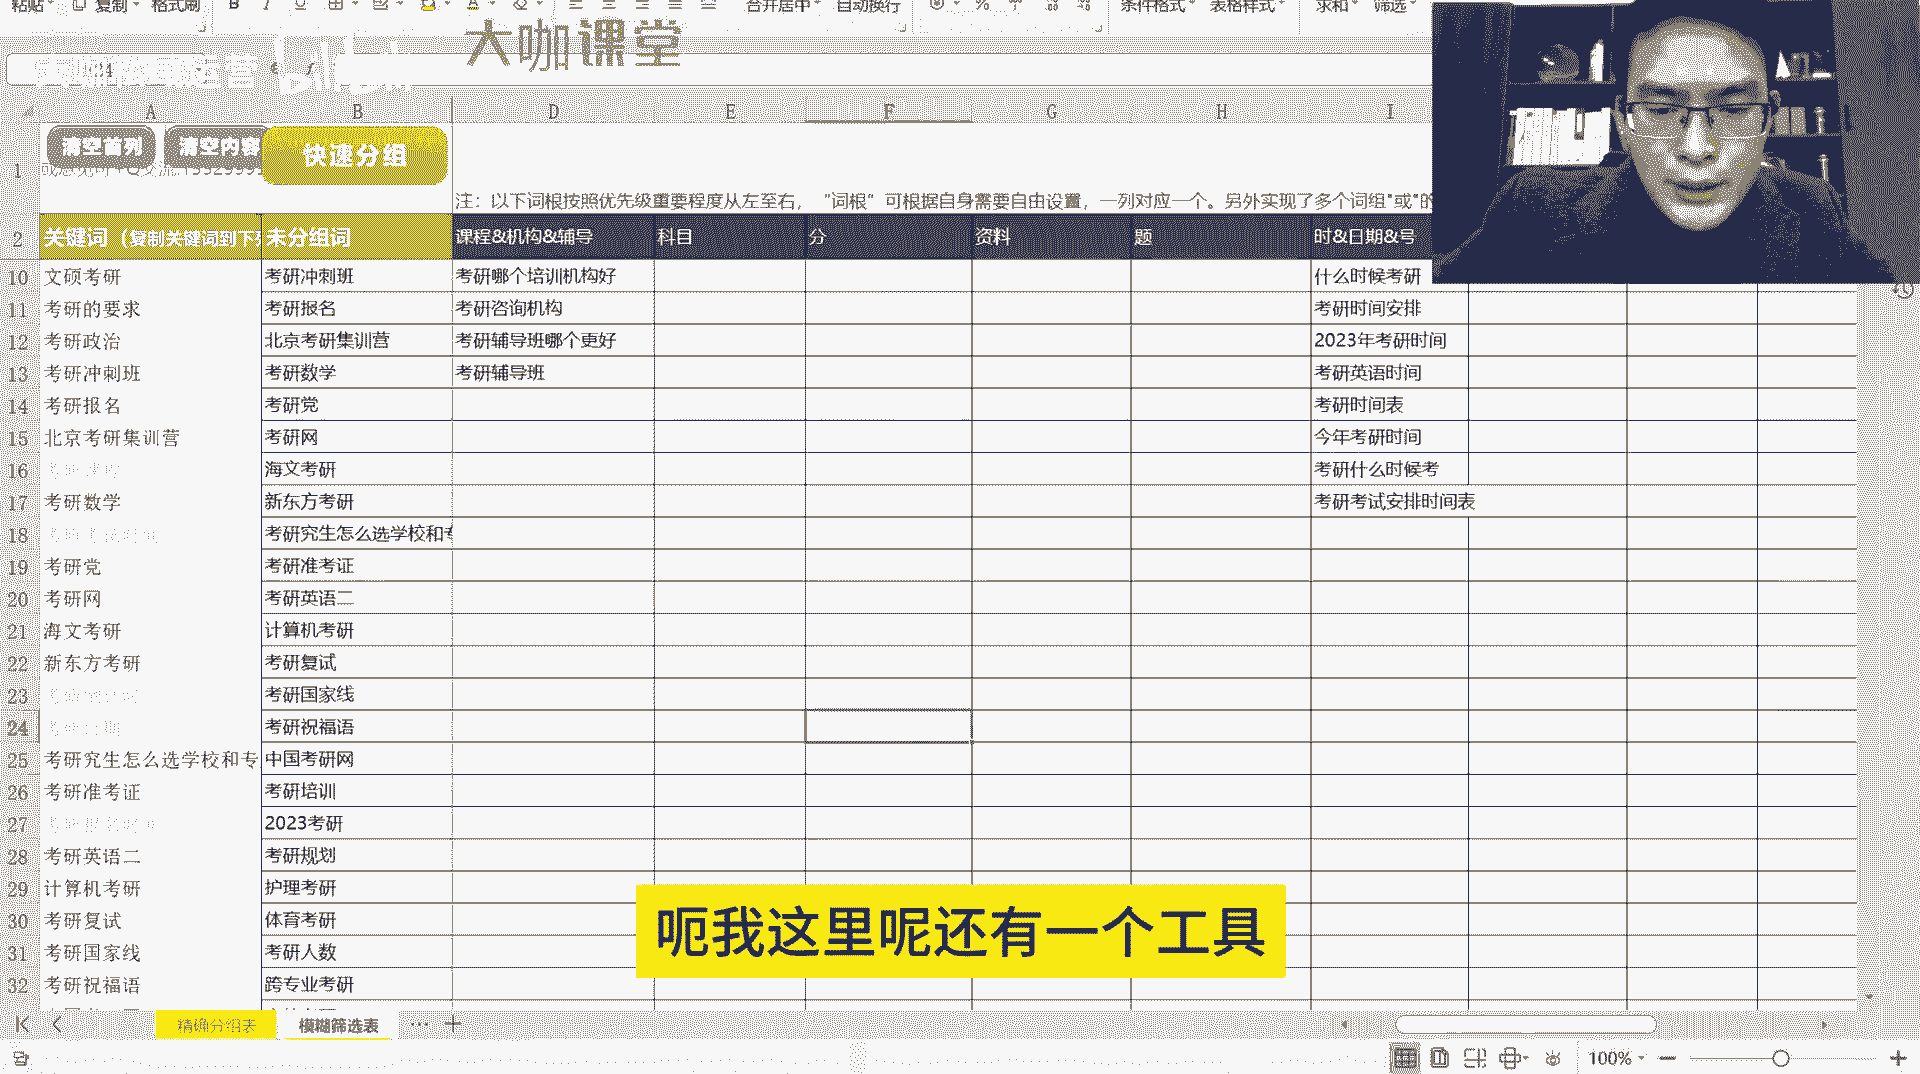 粘贴 复制 格式刷 B I U 合并居中 自动换行 % 条件格式 表格样式 求和 筛选
大咖课堂
A B D E F G H I
清空首列 清空内容 快速分组
1
注：以下词根按照优先级重要程度从左至右， “词根”可根据自身需要自由设置，一列对应一个。另外实现了多个词组"或"的
2 关键词（复制关键词到下 未分组词 课程&机构&辅导 科目 分 资料 题 时&日期&号
10 文硕考研 考研冲刺班 考研哪个培训机构好 什么时候考研
11 考研的要求 考研报名 考研咨询机构 考研时间安排
12 考研政治 北京考研集训营 考研辅导班哪个更好 2023年考研时间
13 考研冲刺班 考研数学 考研辅导班 考研英语时间
14 考研报名 考研党 考研时间表
15 北京考研集训营 考研网 今年考研时间
16 海文考研 考研什么时候考
17 考研数学 新东方考研 考研考试安排时间表
18 考研究生怎么选学校和专
19 考研党 考研准考证
20 考研网 考研英语二
21 海文考研 计算机考研
22 新东方考研 考研复试
23 考研国家线
24 考研祝福语
25 考研究生怎么选学校和专 中国考研网
26 考研准考证 考研培训
27 2023考研
28 考研英语二 考研规划
29 计算机考研 护理考研
30 考研复试 体育考研
31 考研国家线 考研人数
32 考研祝福语 跨专业考研
呃我这里呢还有一个工具
精确分组表 模糊筛选表
100%